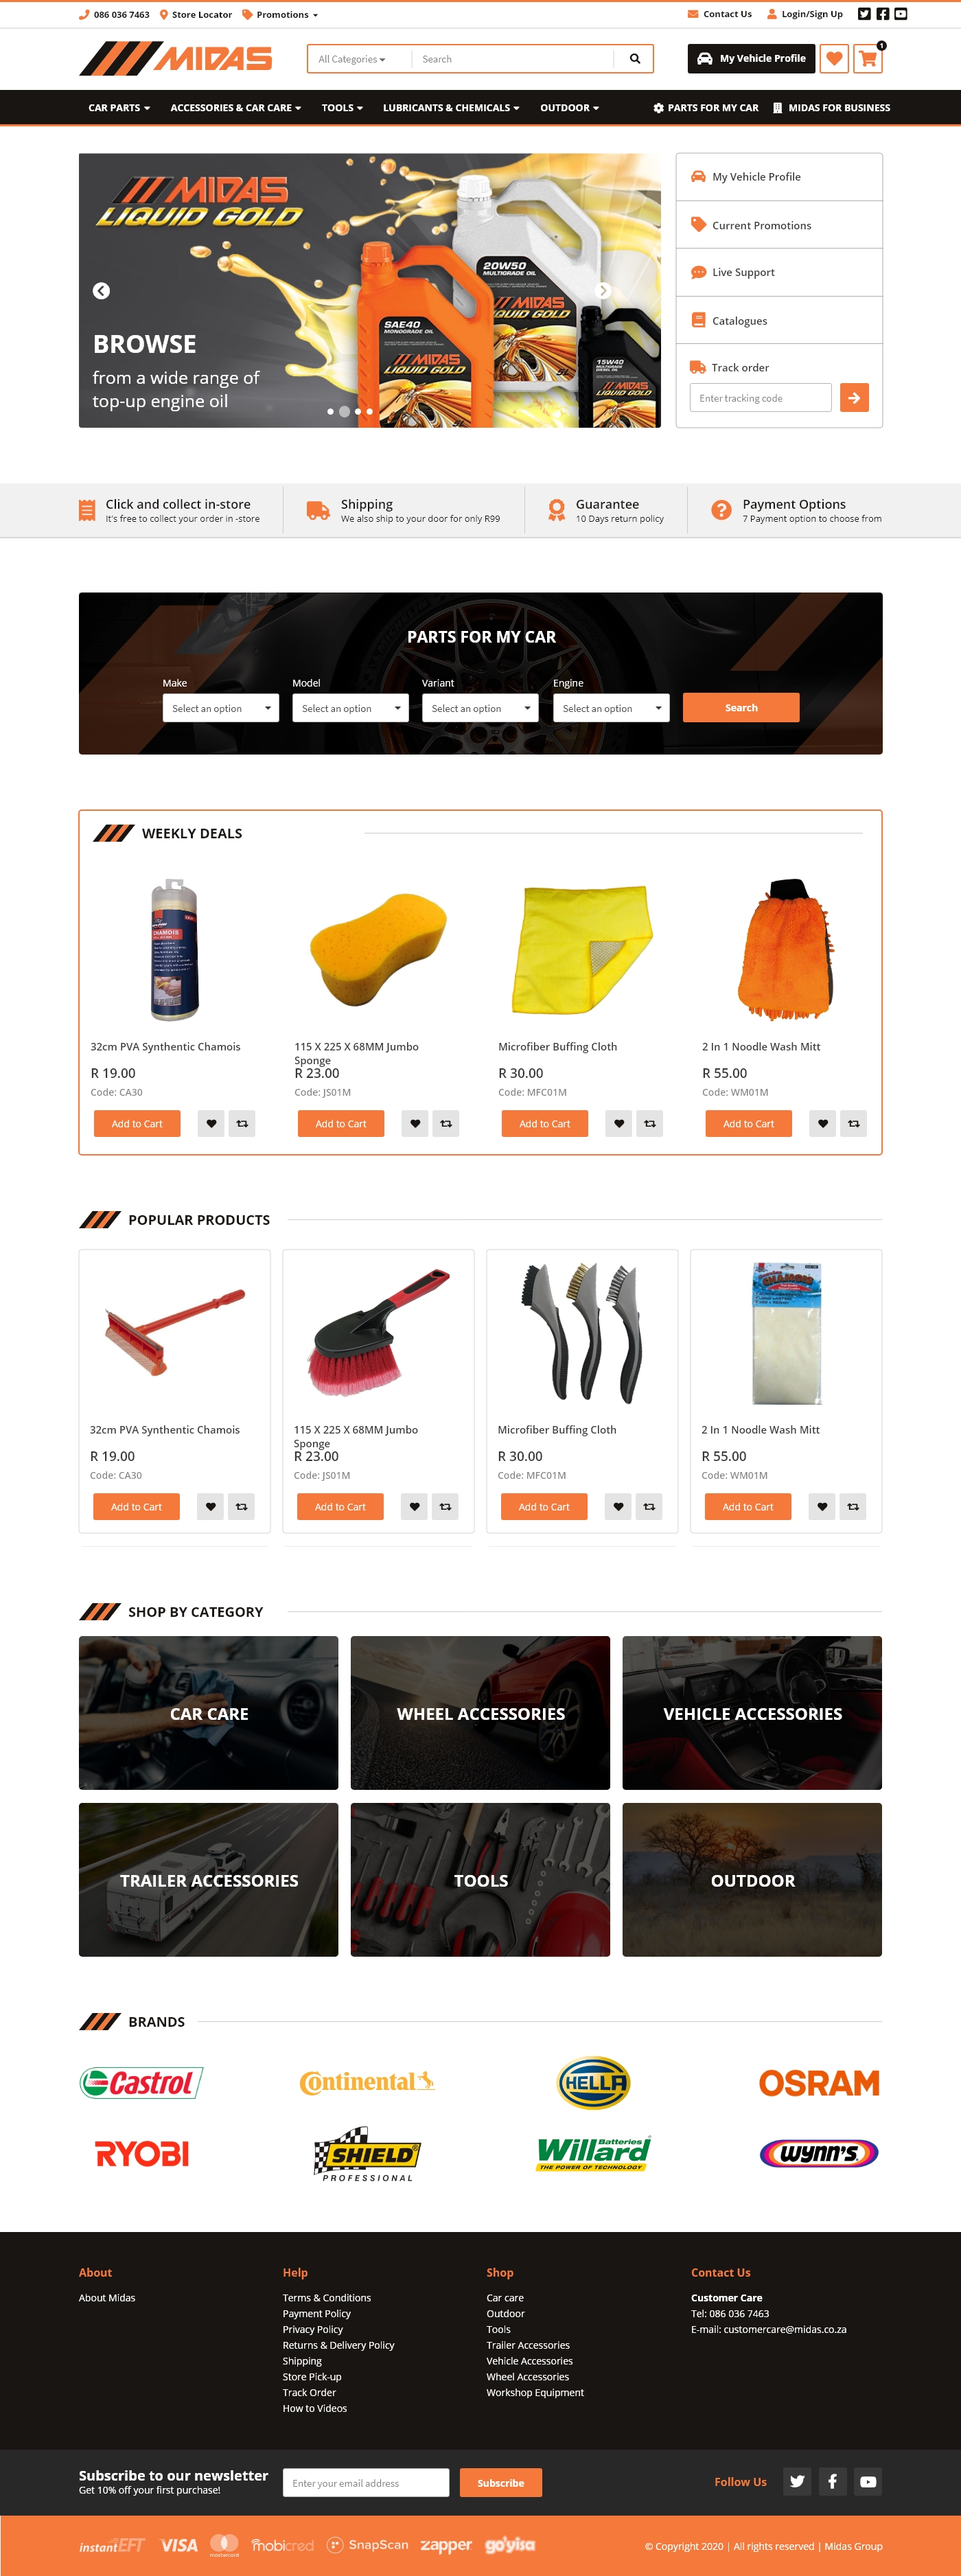 086 036 7463 Store Locator Promotions Contact Us Login/Sign Up
MIDAS All Categories Search My Vehicle Profile 1
CAR PARTS ACCESSORIES & CAR CARE TOOLS LUBRICANTS & CHEMICALS OUTDOOR PARTS FOR MY CAR MIDAS FOR BUSINESS
MIDAS
LIQUID GOLD
20W50
MULTIGRADE OIL
MIDAS
LIQUID GOLD
SAE40
MONOGRADE OIL
MIDAS
LIQUID GOLD
5L
15W40
MULTIGRADE
DIESEL OIL
MIDAS
LIQUID GOLD
5L
BROWSE
from a wide range of
top-up engine oil
My Vehicle Profile
Current Promotions
Live Support
Catalogues
Track order
Enter tracking code
Click and collect in-store
It's free to collect your order in -store
Shipping
We also ship to your door for only R99
Guarantee
10 Days return policy
Payment Options
7 Payment option to choose from
PARTS FOR MY CAR
Make Model Variant Engine
Select an option Select an option Select an option Select an option Search
WEEKLY DEALS
CHAMOIS
32cm PVA Synthentic Chamois
R 19.00
Code: CA30
Add to Cart
115 X 225 X 68MM Jumbo
Sponge
R 23.00
Code: JS01M
Add to Cart
Microfiber Buffing Cloth
R 30.00
Code: MFC01M
Add to Cart
2 In 1 Noodle Wash Mitt
R 55.00
Code: WM01M
Add to Cart
POPULAR PRODUCTS
CHAMOIS
32cm PVA Synthentic Chamois
R 19.00
Code: CA30
Add to Cart
115 X 225 X 68MM Jumbo
Sponge
R 23.00
Code: JS01M
Add to Cart
Microfiber Buffing Cloth
R 30.00
Code: MFC01M
Add to Cart
2 In 1 Noodle Wash Mitt
R 55.00
Code: WM01M
Add to Cart
SHOP BY CATEGORY
CAR CARE WHEEL ACCESSORIES VEHICLE ACCESSORIES
TRAILER ACCESSORIES TOOLS OUTDOOR
BRANDS
Castrol Continental HELLA OSRAM
RYOBI
SHIELD
PROFESSIONAL
Batteries
Willard
THE POWER OF TECHNOLOGY
WYNN'S
About
About Midas
Help
Terms & Conditions
Payment Policy
Privacy Policy
Returns & Delivery Policy
Shipping
Store Pick-up
Track Order
How to Videos
Shop
Car care
Outdoor
Tools
Trailer Accessories
Vehicle Accessories
Wheel Accessories
Workshop Equipment
Contact Us
Customer Care
Tel: 086 036 7463
E-mail: customercare@midas.co.za
Subscribe to our newsletter
Get 10% off your first purchase!
Enter your email address Subscribe Follow Us
instantEFT VISA mastercard mobicred SnapScan zapper goyisa
© Copyright 2020 | All rights reserved | Midas Group